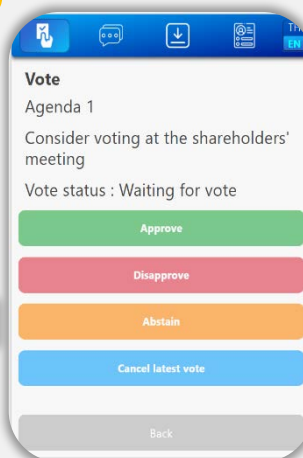 EN
Vote
Agenda 1
Consider voting at the shareholders'
meeting
Vote status : Waiting for vote
Approve
Disapprove
Abstain
Cancel latest vote
Back